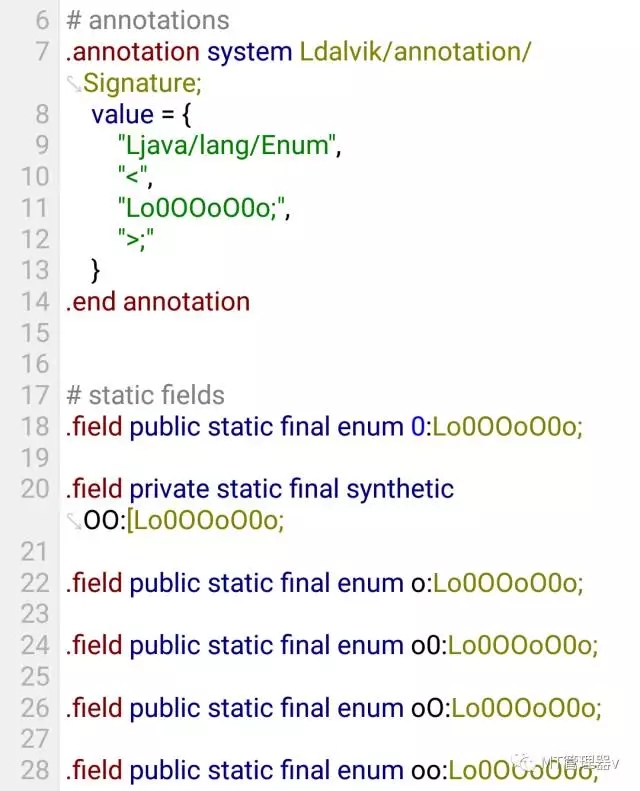 6 # annotations
7 .annotation system Ldalvik/annotation/
Signature;
8 value = {
9 "Ljava/lang/Enum",
10 "<",
11 "Lo0OOoO0o;",
12 ">;"
13 }
14 .end annotation
15
16
17 # static fields
18 .field public static final enum 0:Lo0OOoO0o;
19
20 .field private static final synthetic
OO:[Lo0OOoO0o;
21
22 .field public static final enum o:Lo0OOoO0o;
23
24 .field public static final enum o0:Lo0OOoO0o;
25
26 .field public static final enum oO:Lo0OOoO0o;
27
28 .field public static final enum oo:Lo0OOoO0o;
MT管理器v